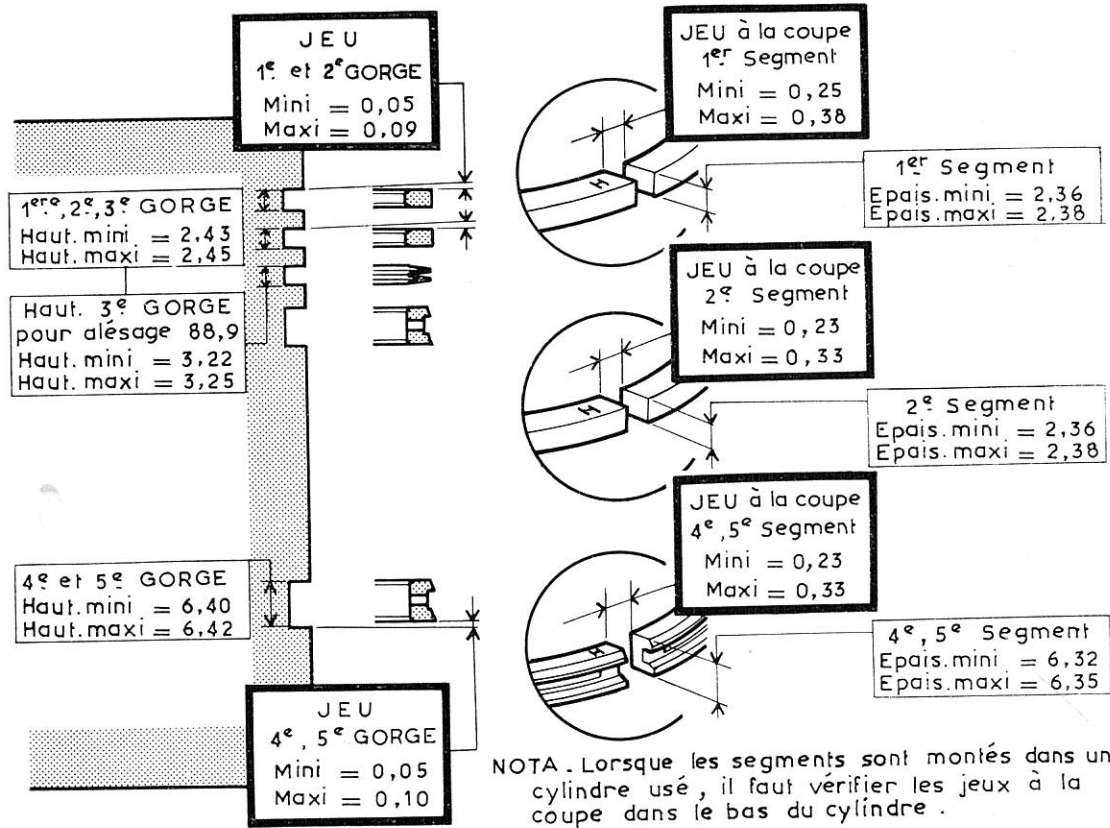 JEU
1e et 2e GORGE
Mini = 0,05
Maxi = 0,09
1ere, 2e, 3e GORGE
Haut. mini = 2,43
Haut. maxi = 2,45
Haut. 3e GORGE
pour alésage 88,9
Haut. mini = 3,22
Haut. maxi = 3,25
4e et 5e GORGE
Haut. mini = 6,40
Haut. maxi = 6,42
JEU
4e, 5e GORGE
Mini = 0,05
Maxi = 0,10
JEU à la coupe
1er Segment
Mini = 0,25
Maxi = 0,38
H
1er Segment
Epais. mini = 2,36
Epais. maxi = 2,38
JEU à la coupe
2e Segment
Mini = 0,23
Maxi = 0,33
H
2e Segment
Epais. mini = 2,36
Epais. maxi = 2,38
JEU à la coupe
4e, 5e Segment
Mini = 0,23
Maxi = 0,33
H
4e, 5e Segment
Epais. mini = 6,32
Epais. maxi = 6,35
NOTA. Lorsque les segments sont montés dans un
cylindre usé, il faut vérifier les jeux à la
coupe dans le bas du cylindre.